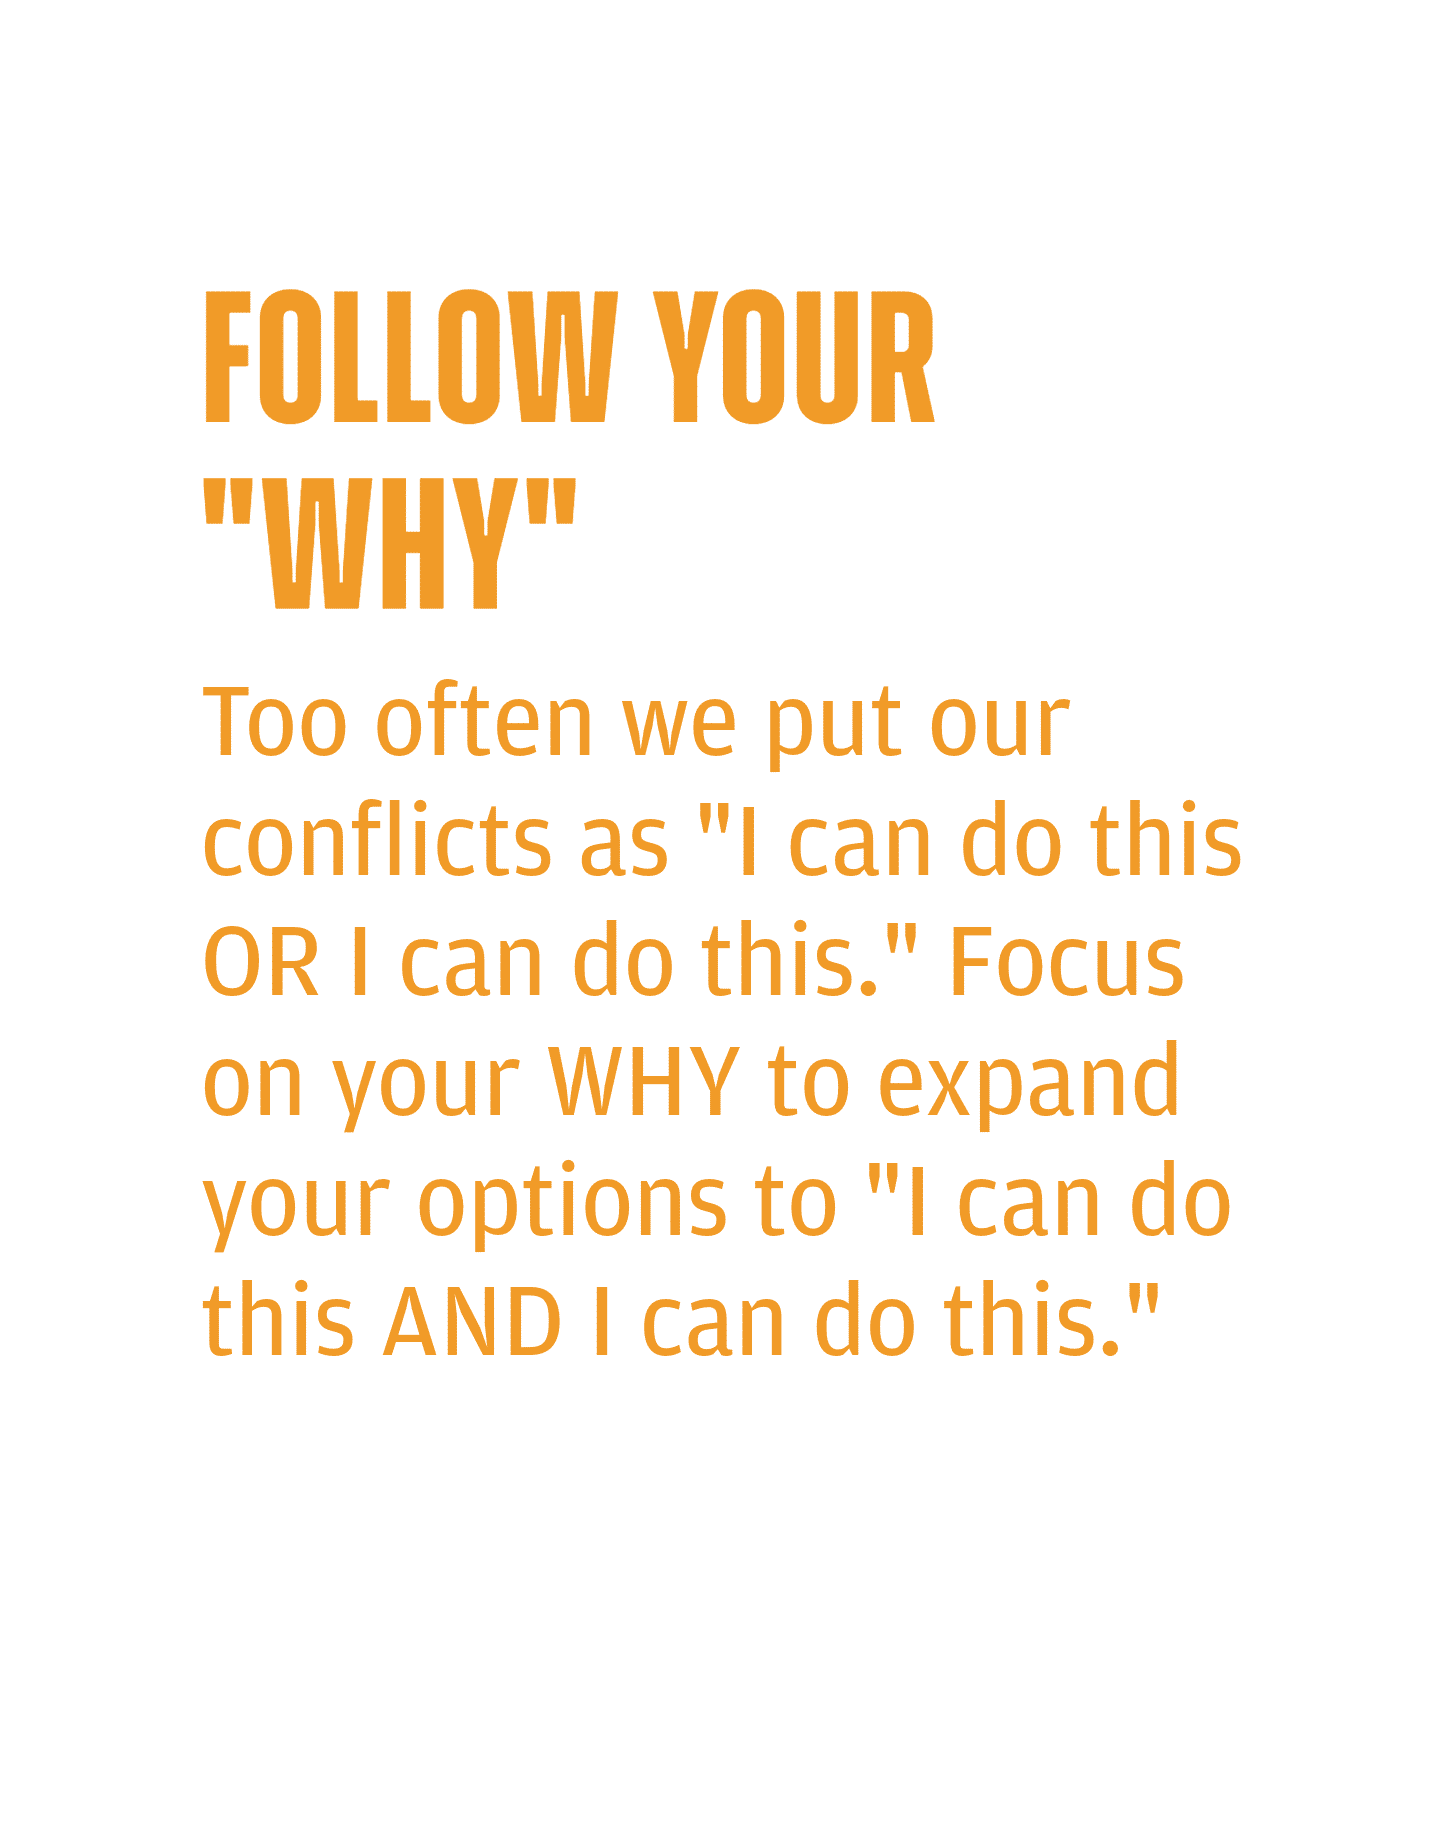 FOLLOW YOUR
"WHY"
Too often we put our
conflicts as "I can do this
OR I can do this." Focus
on your WHY to expand
your options to "I can do
this AND I can do this."